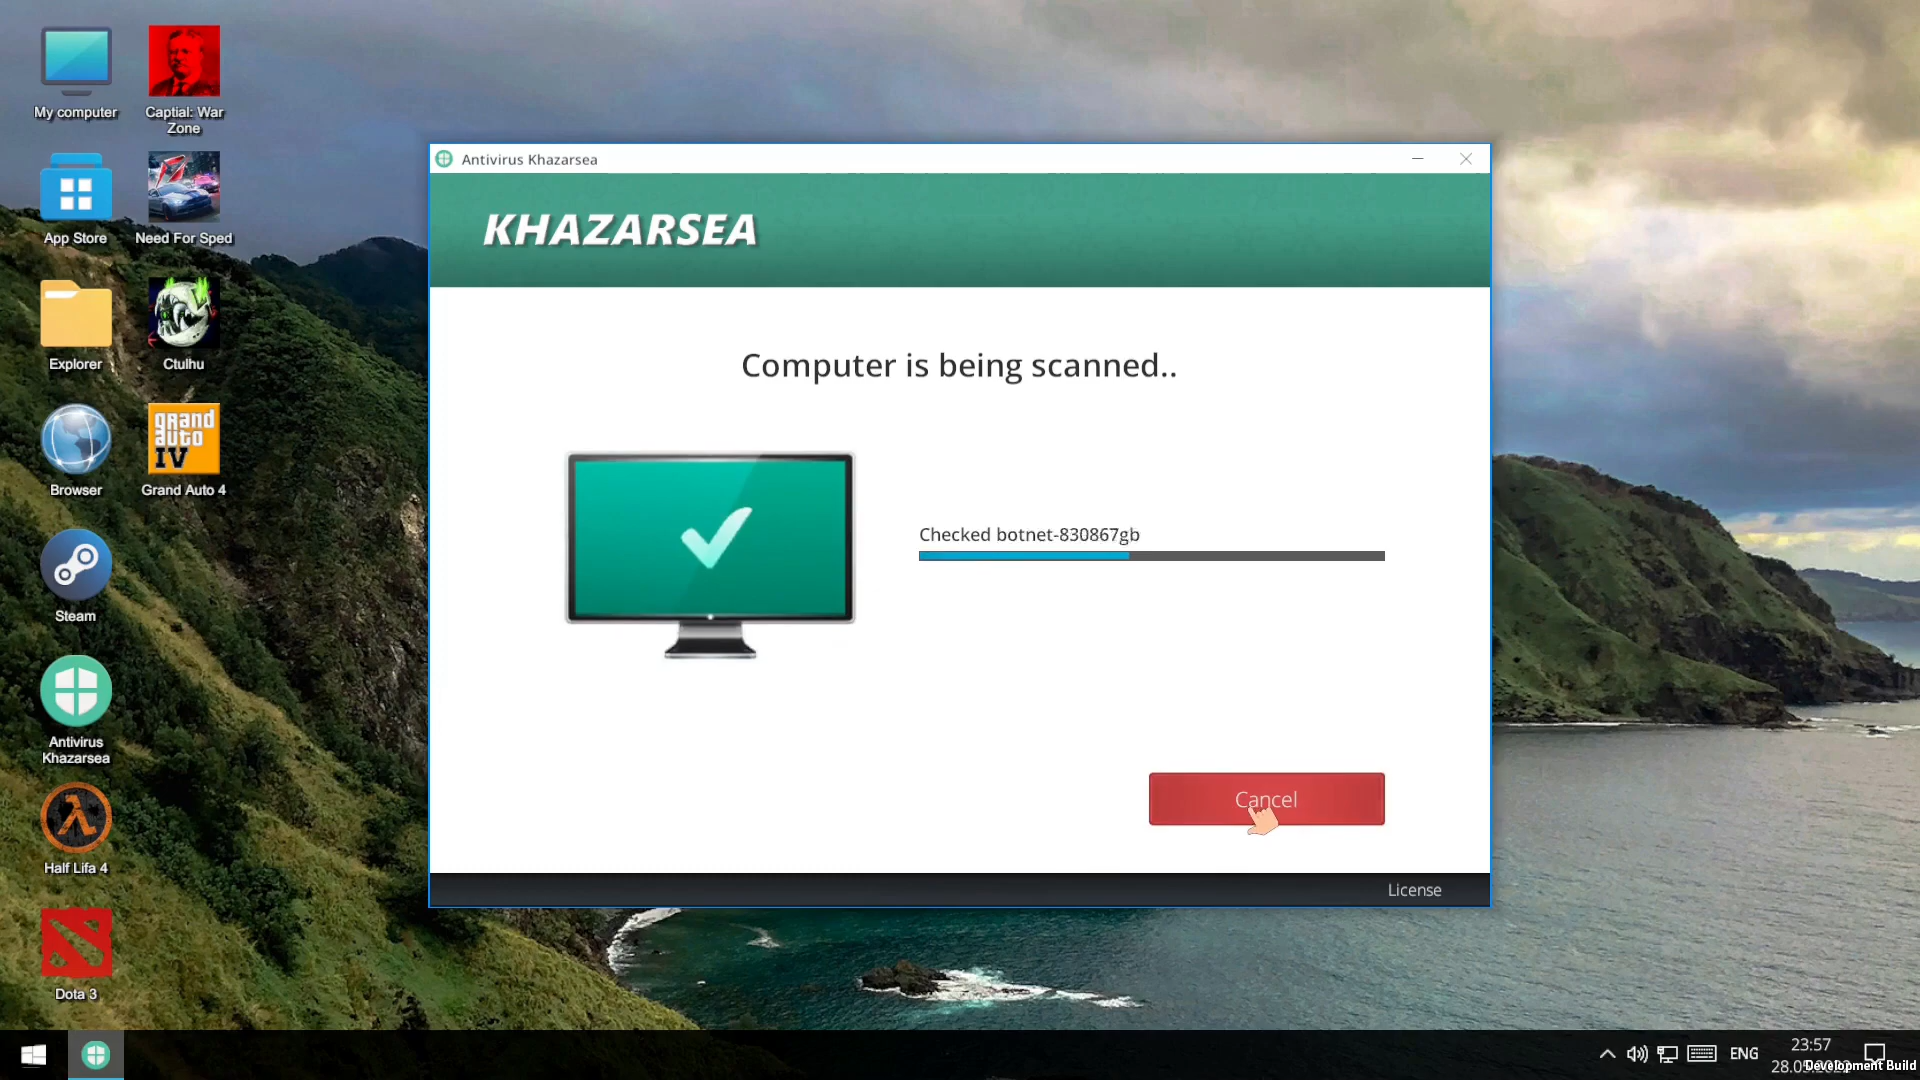 My computer
Captial: War
Zone
App Store
Need For Sped
Explorer
Ctulhu
grand
auto
IV
Browser
Grand Auto 4
Steam
Antivirus
Khazarsea
Half Lifa 4
Dota 3
Antivirus Khazarsea
KHAZARSEA
Computer is being scanned..
Checked botnet-830867gb
Cancel
License
ENG
23:57
Development Build